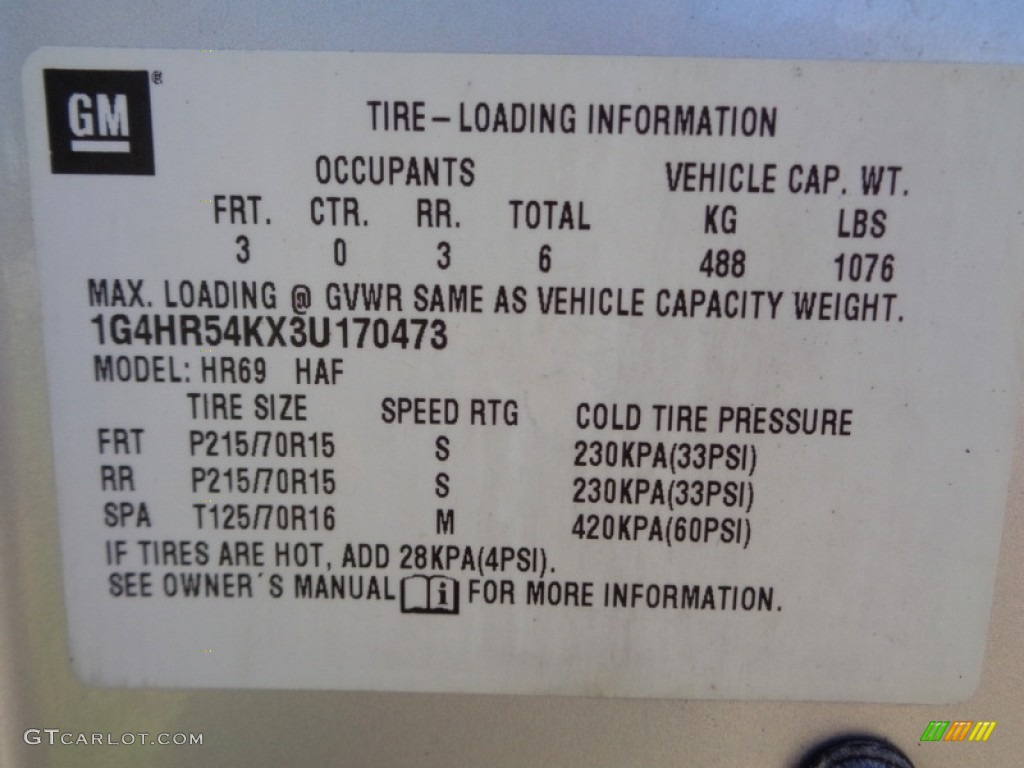 GM ®
TIRE – LOADING INFORMATION
OCCUPANTS VEHICLE CAP. WT.
FRT. CTR. RR. TOTAL KG LBS
3 0 3 6 488 1076
MAX. LOADING @ GVWR SAME AS VEHICLE CAPACITY WEIGHT.
1G4HR54KX3U170473
MODEL: HR69 HAF
TIRE SIZE SPEED RTG COLD TIRE PRESSURE
FRT P215/70R15 S 230KPA(33PSI)
RR P215/70R15 S 230KPA(33PSI)
SPA T125/70R16 M 420KPA(60PSI)
IF TIRES ARE HOT, ADD 28KPA(4PSI).
SEE OWNER´S MANUAL i FOR MORE INFORMATION.
GTCARLOT.COM